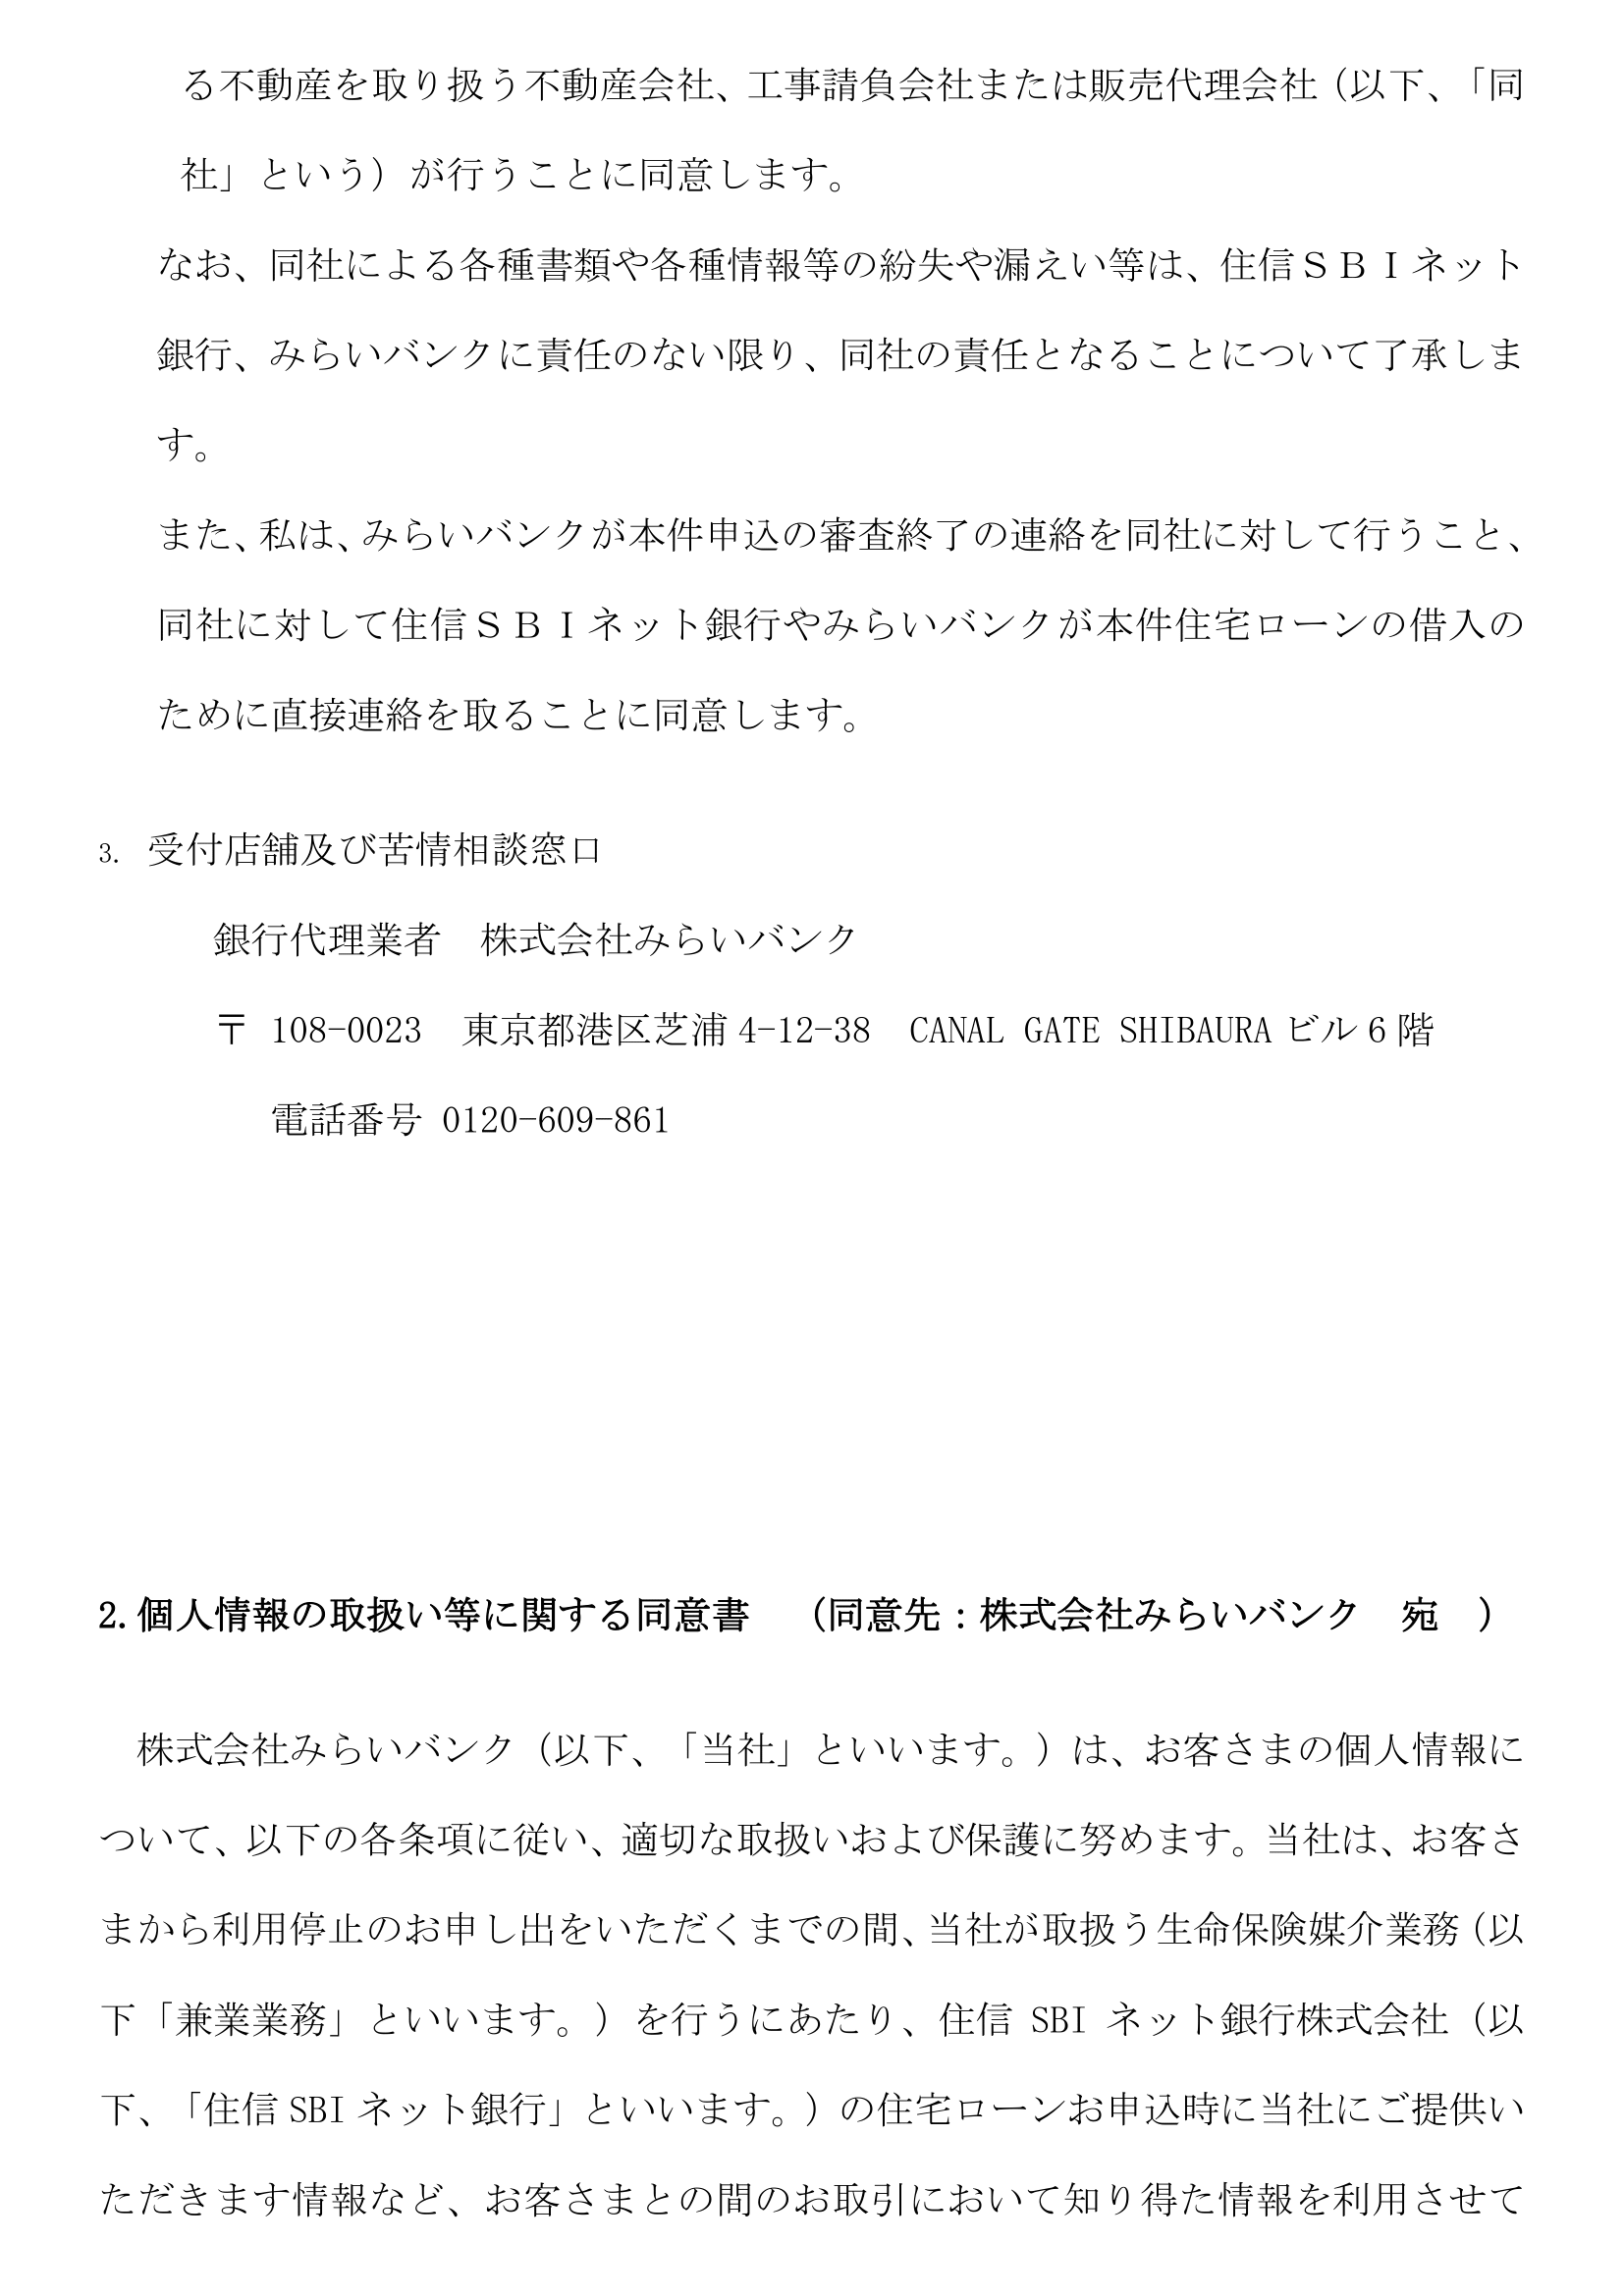 る不動産を取り扱う不動産会社、工事請負会社または販売代理会社（以下、「同
社」という）が行うことに同意します。
なお、同社による各種書類や各種情報等の紛失や漏えい等は、住信ＳＢＩネット
銀行、みらいバンクに責任のない限り、同社の責任となることについて了承しま
す。
また、私は、みらいバンクが本件申込の審査終了の連絡を同社に対して行うこと、
同社に対して住信ＳＢＩネット銀行やみらいバンクが本件住宅ローンの借入の
ために直接連絡を取ることに同意します。
3. 受付店舗及び苦情相談窓口
銀行代理業者　株式会社みらいバンク
〒 108-0023　東京都港区芝浦 4-12-38　CANAL GATE SHIBAURA ビル 6 階
電話番号 0120-609-861
2. 個人情報の取扱い等に関する同意書　（同意先：株式会社みらいバンク　宛　）
株式会社みらいバンク（以下、「当社」といいます。）は、お客さまの個人情報に
ついて、以下の各条項に従い、適切な取扱いおよび保護に努めます。当社は、お客さ
まから利用停止のお申し出をいただくまでの間、当社が取扱う生命保険媒介業務（以
下「兼業業務」といいます。）を行うにあたり、住信 SBI ネット銀行株式会社（以
下、「住信 SBI ネット銀行」といいます。）の住宅ローンお申込時に当社にご提供い
ただきます情報など、お客さまとの間のお取引において知り得た情報を利用させて